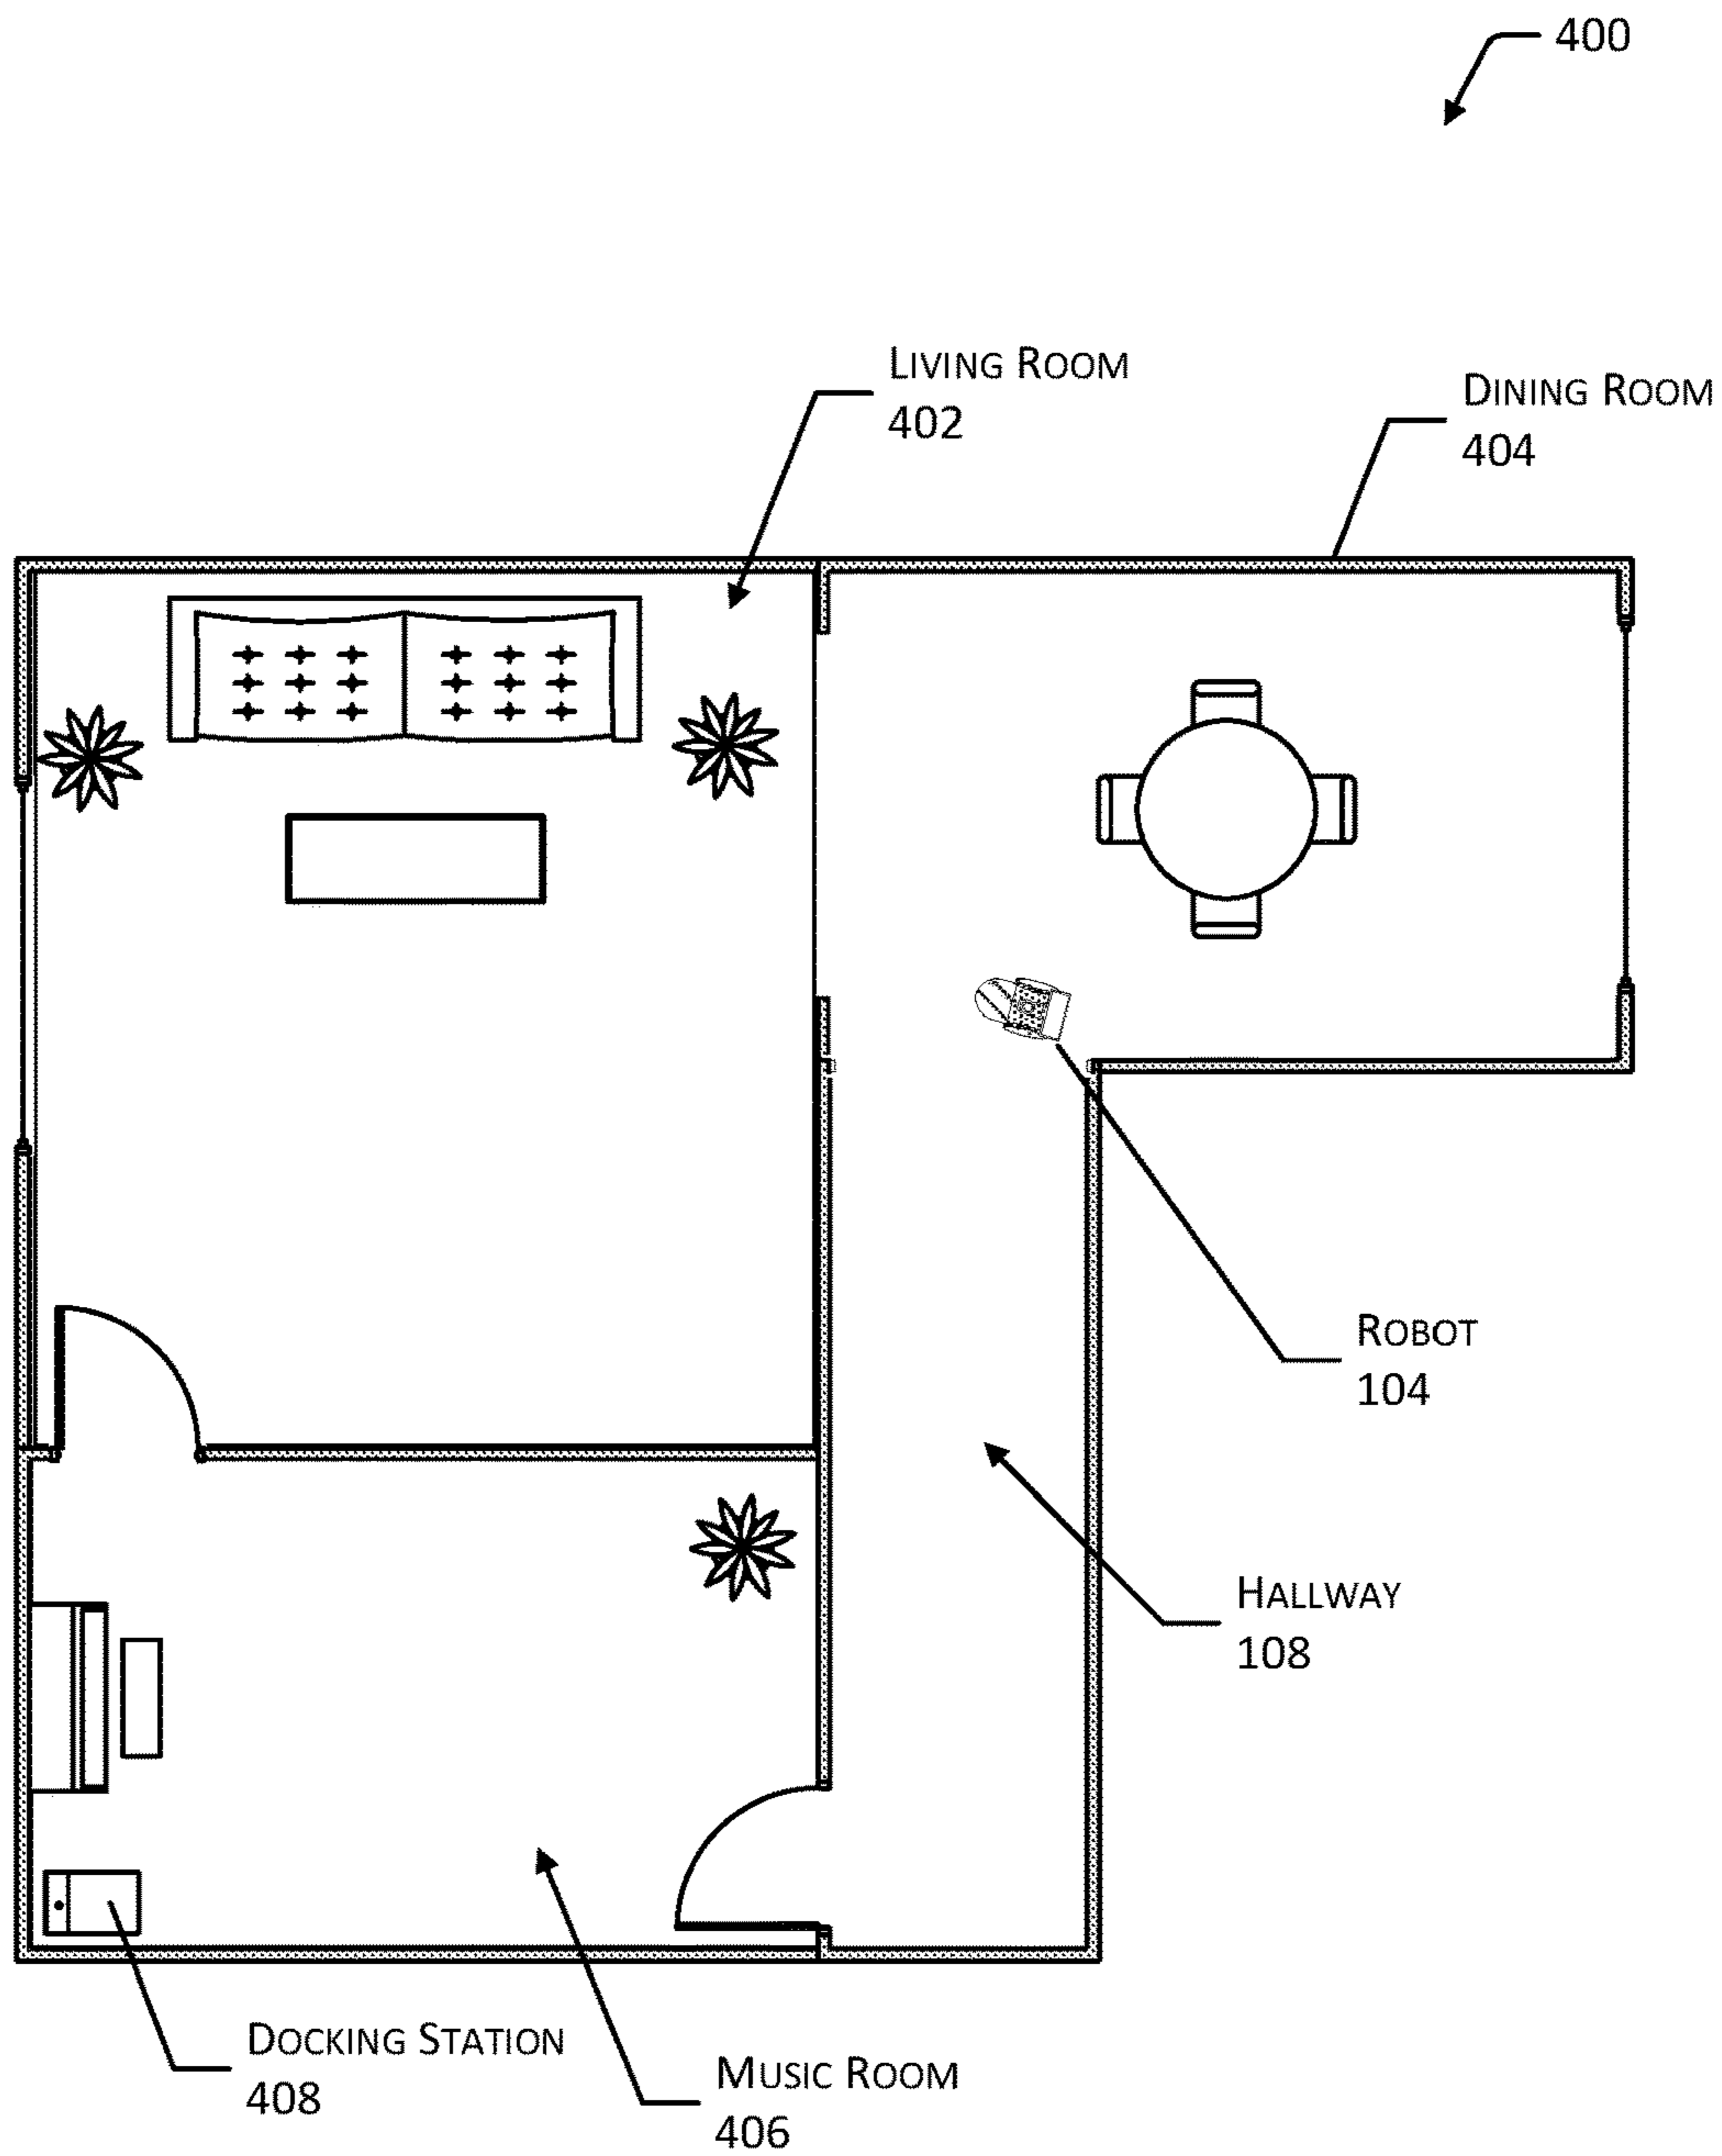 400
LIVING ROOM
402
DINING ROOM
404
ROBOT
104
HALLWAY
108
DOCKING STATION
408
MUSIC ROOM
406